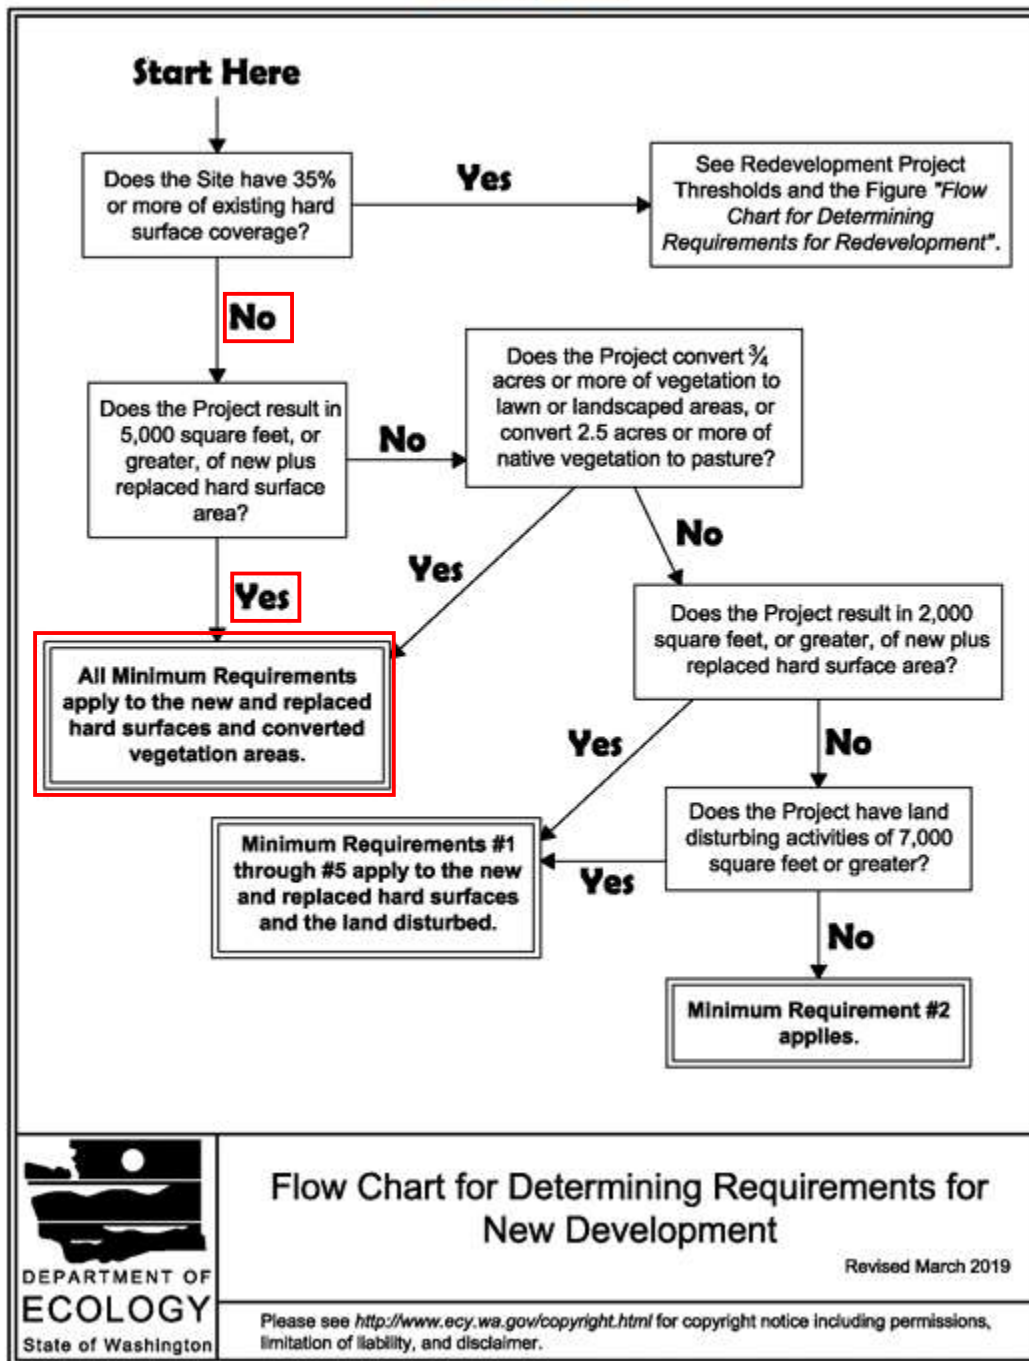 Start Here
Does the Site have 35%
or more of existing hard
surface coverage?
Yes
See Redevelopment Project
Thresholds and the Figure "Flow
Chart for Determining
Requirements for Redevelopment".
No
Does the Project result in
5,000 square feet, or
greater, of new plus
replaced hard surface
area?
No
Does the Project convert ¾
acres or more of vegetation to
lawn or landscaped areas, or
convert 2.5 acres or more of
native vegetation to pasture?
Yes
Yes
No
All Minimum Requirements
apply to the new and replaced
hard surfaces and converted
vegetation areas.
Does the Project result in 2,000
square feet, or greater, of new plus
replaced hard surface area?
Yes
No
Minimum Requirements #1
through #5 apply to the new
and replaced hard surfaces
and the land disturbed.
Yes
Does the Project have land
disturbing activities of 7,000
square feet or greater?
No
Minimum Requirement #2
applies.
DEPARTMENT OF
ECOLOGY
State of Washington
Flow Chart for Determining Requirements for
New Development
Revised March 2019
Please see http://www.ecy.wa.gov/copyright.html for copyright notice including permissions,
limitation of liability, and disclaimer.